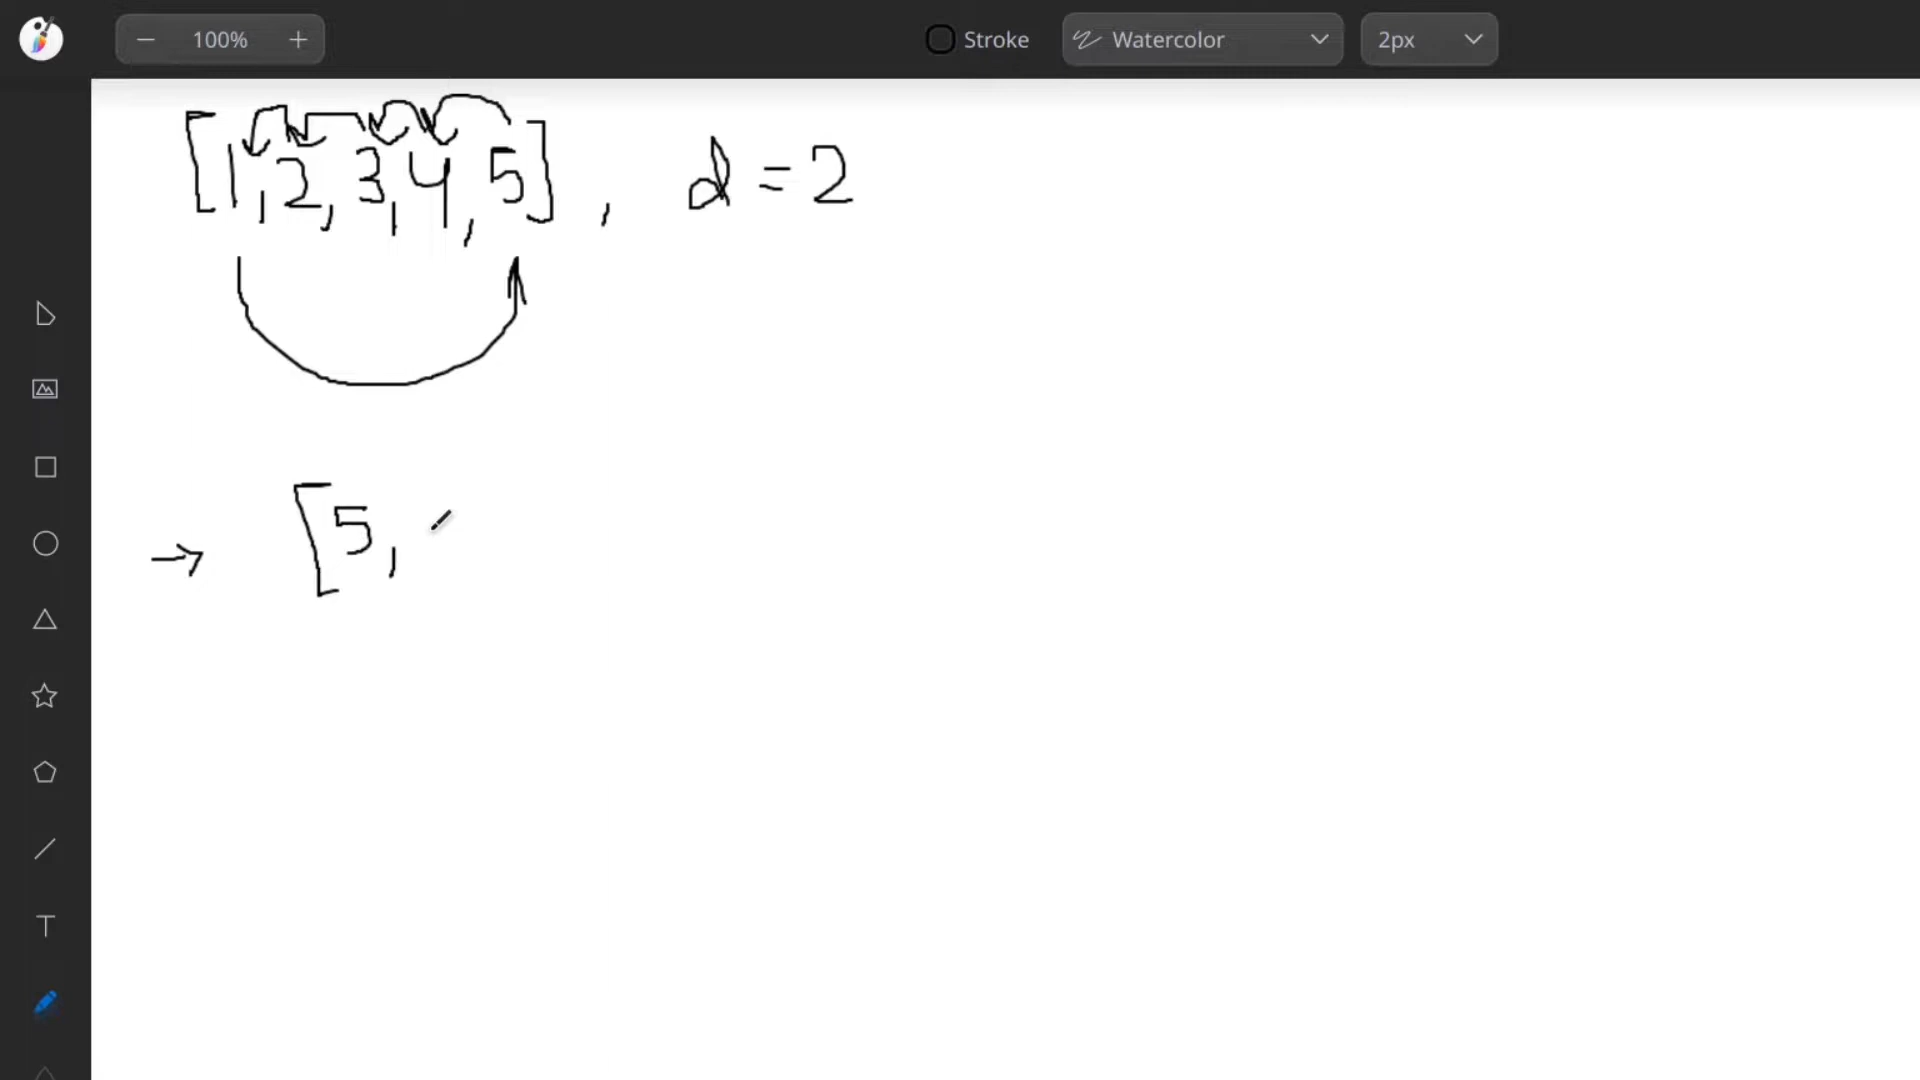 100%
Stroke
Watercolor
2px
[1,2,3,4,5], d=2
→ [5,
T